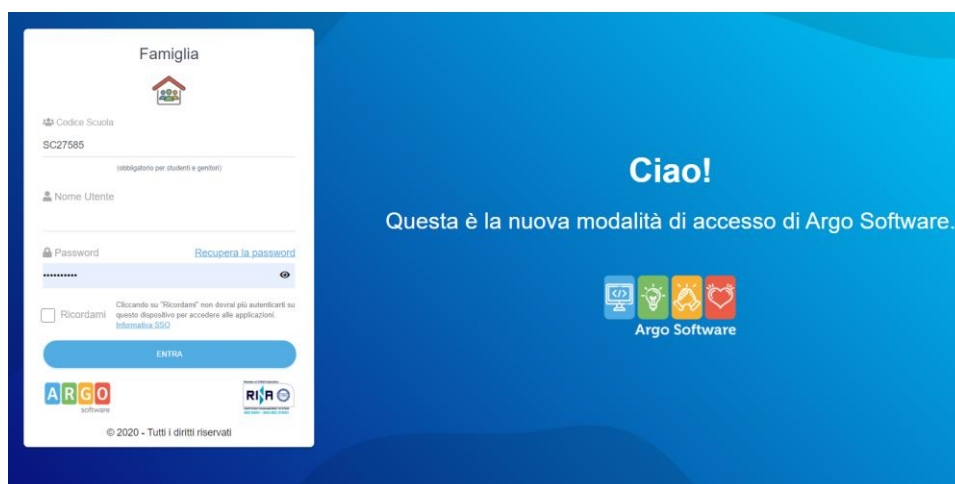 Famiglia
Codice Scuola
SC27585
(obbligatorio per studenti e genitori)
Nome Utente
Password Recupera la password
Ricordami
Cliccando su "Ricordami" non dovrai più autenticarti su
questo dispositivo per accedere alle applicazioni.
Informativa SSO
ENTRA
ARGO
software
RINA
© 2020 - Tutti i diritti riservati
Ciao!
Questa è la nuova modalità di accesso di Argo Software.
Argo Software